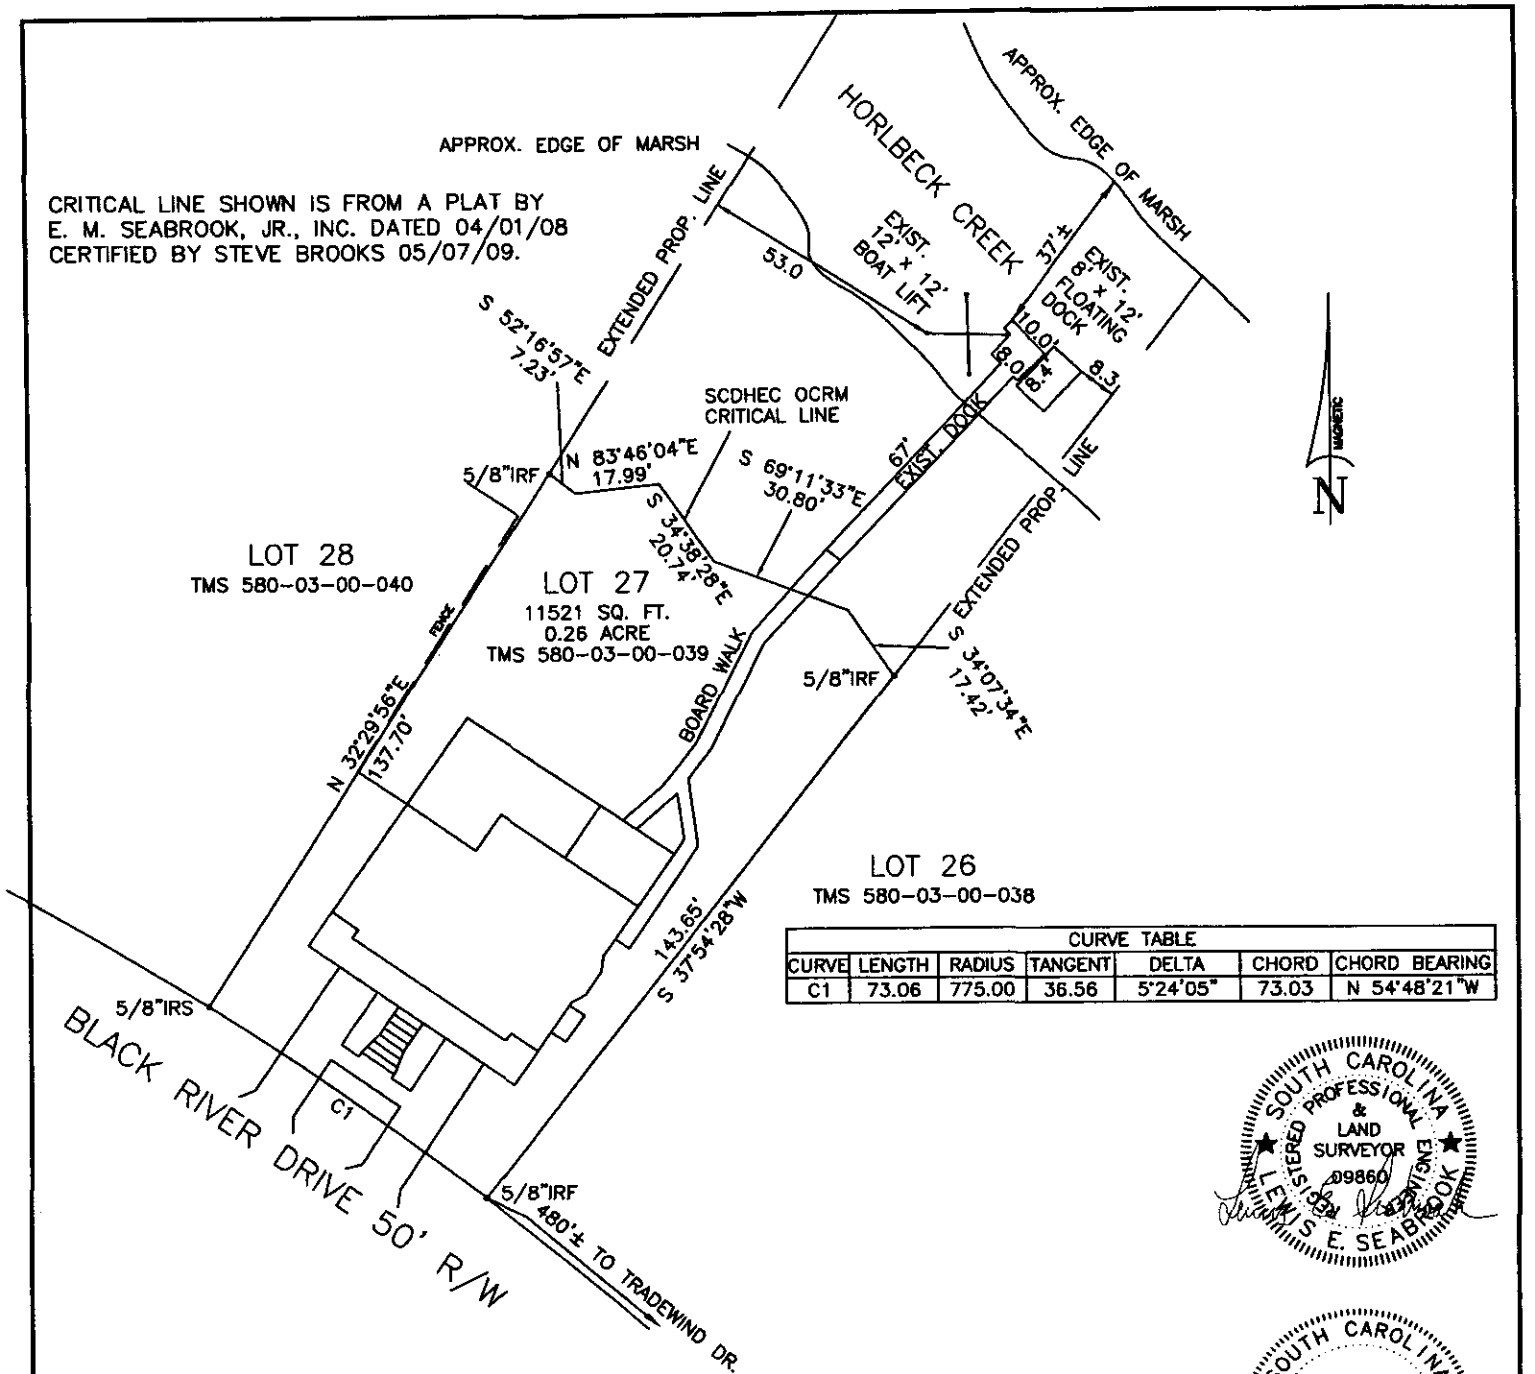 APPROX. EDGE OF MARSH
CRITICAL LINE SHOWN IS FROM A PLAT BY
E. M. SEABROOK, JR., INC. DATED 04/01/08
CERTIFIED BY STEVE BROOKS 05/07/09.
HORLBECK CREEK
APPROX. EDGE OF MARSH
EXTENDED PROP. LINE
53.0
EXIST.
12' x 12'
BOAT LIFT
37'±
EXIST.
8' x 12'
FLOATING
DOCK
10.0'
8.0
8.4'
8.3
S 52°16'57"E
7.23'
SCDHEC OCRM
CRITICAL LINE
5/8"IRF
N 83°46'04"E
17.99'
S 34°38'28"E
20.74'
S 69°11'33"E
30.80'
67'
EXIST. DOCK
EXTENDED PROP. LINE
MAGNETIC
N
LOT 28
TMS 580-03-00-040
LOT 27
11521 SQ. FT.
0.26 ACRE
TMS 580-03-00-039
FENCE
BOARD WALK
5/8"IRF
S 34°07'34"E
17.42'
N 32°29'56"E
137.70'
LOT 26
TMS 580-03-00-038
143.65'
S 37°54'28"W
CURVE TABLE
CURVE LENGTH RADIUS TANGENT DELTA CHORD CHORD BEARING
C1 73.06 775.00 36.56 5°24'05" 73.03 N 54°48'21"W
5/8"IRS
BLACK RIVER DRIVE 50' R/W
C1
5/8"IRF
480'± TO TRADEWIND DR.
SOUTH CAROLINA
REGISTERED PROFESSIONAL ENGINEER
&
LAND
SURVEYOR
09860
LEWIS E. SEABROOK
SOUTH CAROLINA